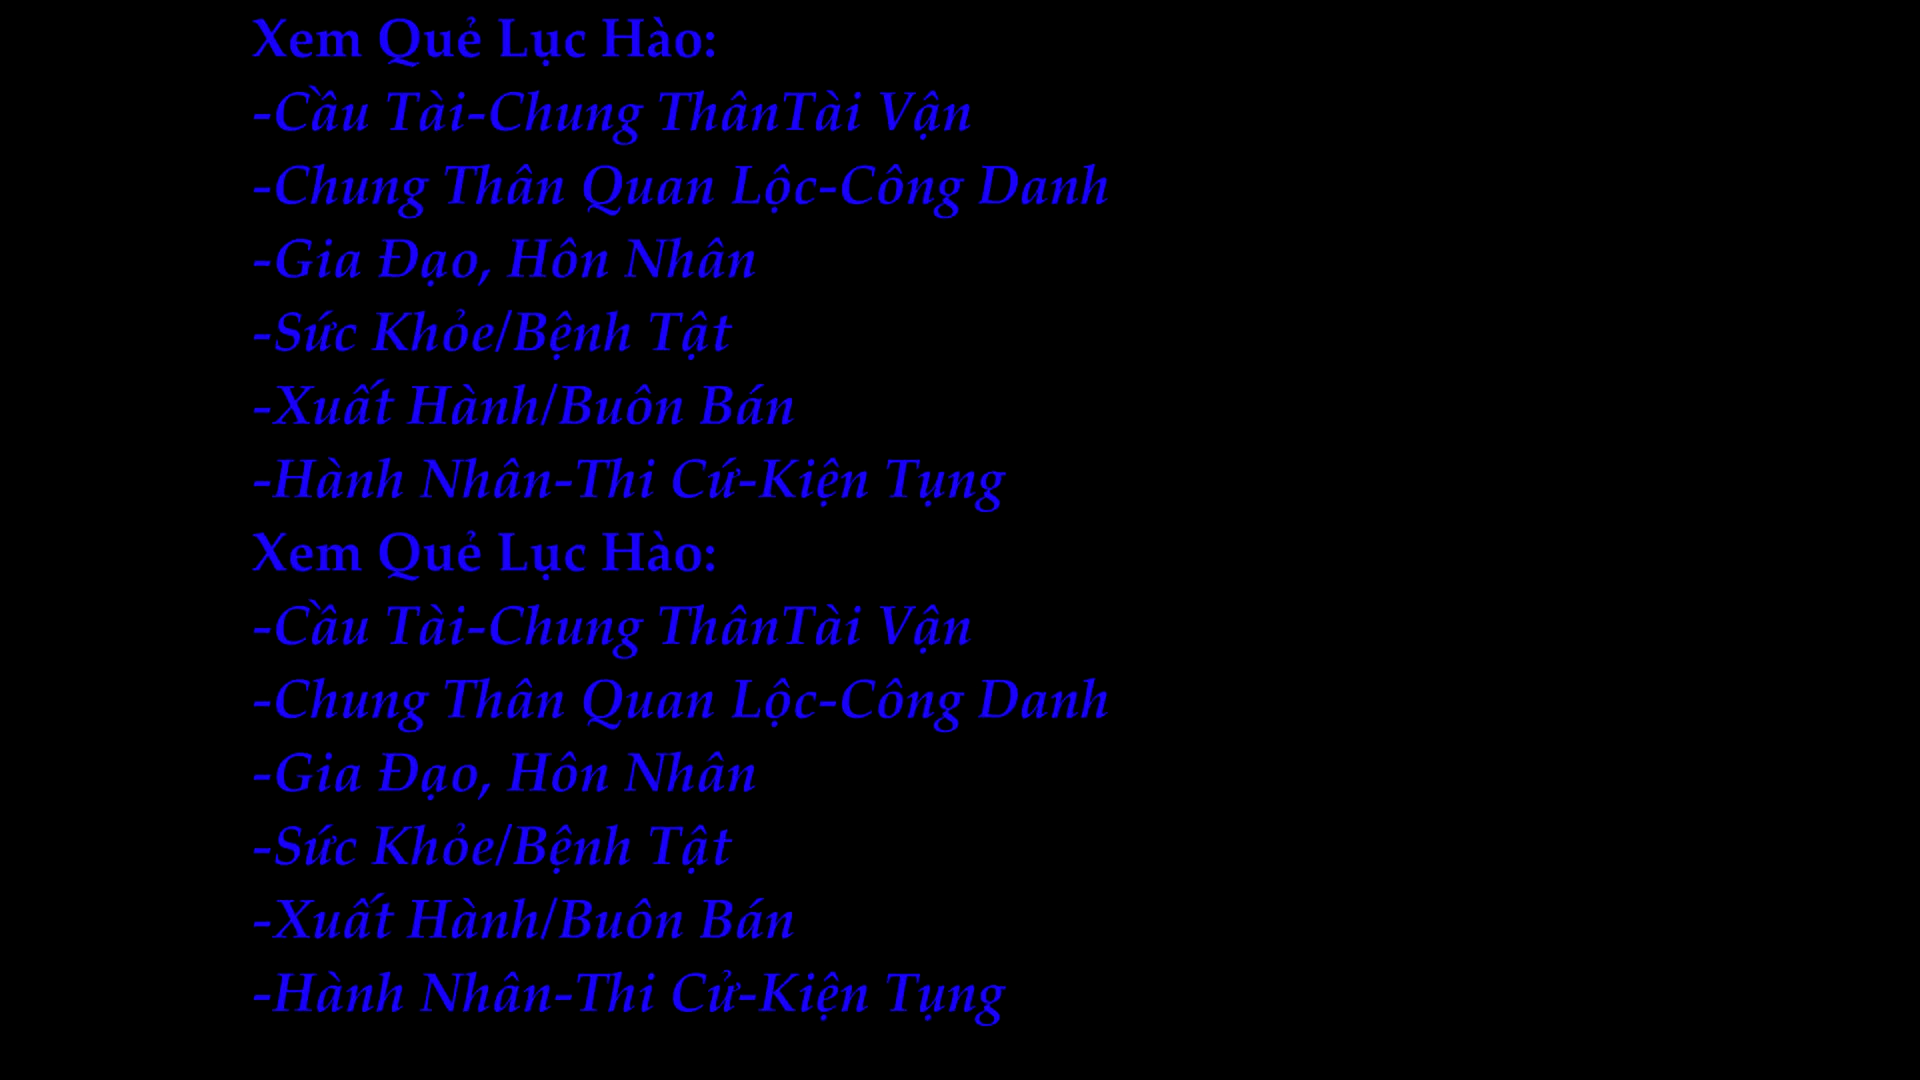 Xem Quẻ Lục Hào:
-Cầu Tài-Chung ThânTài Vận
-Chung Thân Quan Lộc-Công Danh
-Gia Đạo, Hôn Nhân
-Sức Khỏe/Bệnh Tật
-Xuất Hành/Buôn Bán
-Hành Nhân-Thi Cứ-Kiện Tụng
Xem Quẻ Lục Hào:
-Cầu Tài-Chung ThânTài Vận
-Chung Thân Quan Lộc-Công Danh
-Gia Đạo, Hôn Nhân
-Sức Khỏe/Bệnh Tật
-Xuất Hành/Buôn Bán
-Hành Nhân-Thi Cử-Kiện Tụng